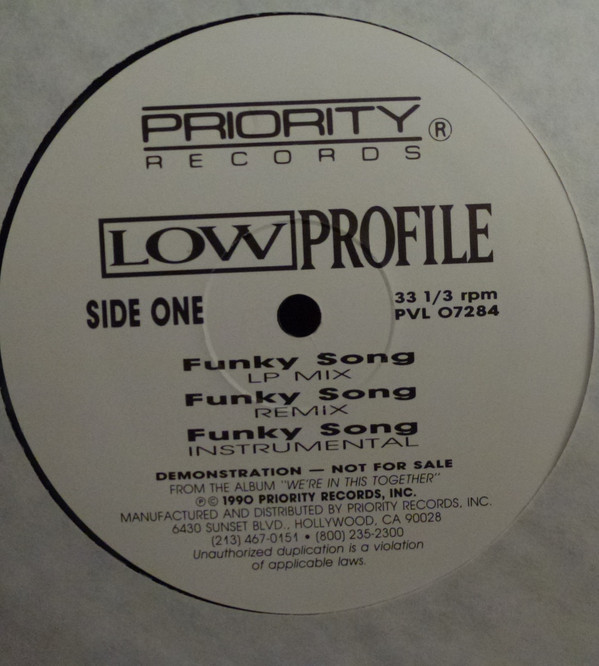 PRIORITY ®
RECORDS
LOW PROFILE
SIDE ONE
33 1/3 rpm
PVL 07284
Funky Song
LP MIX
Funky Song
REMIX
Funky Song
INSTRUMENTAL
DEMONSTRATION — NOT FOR SALE
FROM THE ALBUM "WE'RE IN THIS TOGETHER"
℗© 1990 PRIORITY RECORDS, INC.
MANUFACTURED AND DISTRIBUTED BY PRIORITY RECORDS, INC.
6430 SUNSET BLVD., HOLLYWOOD, CA 90028
(213) 467-0151 • (800) 235-2300
Unauthorized duplication is a violation
of applicable laws.